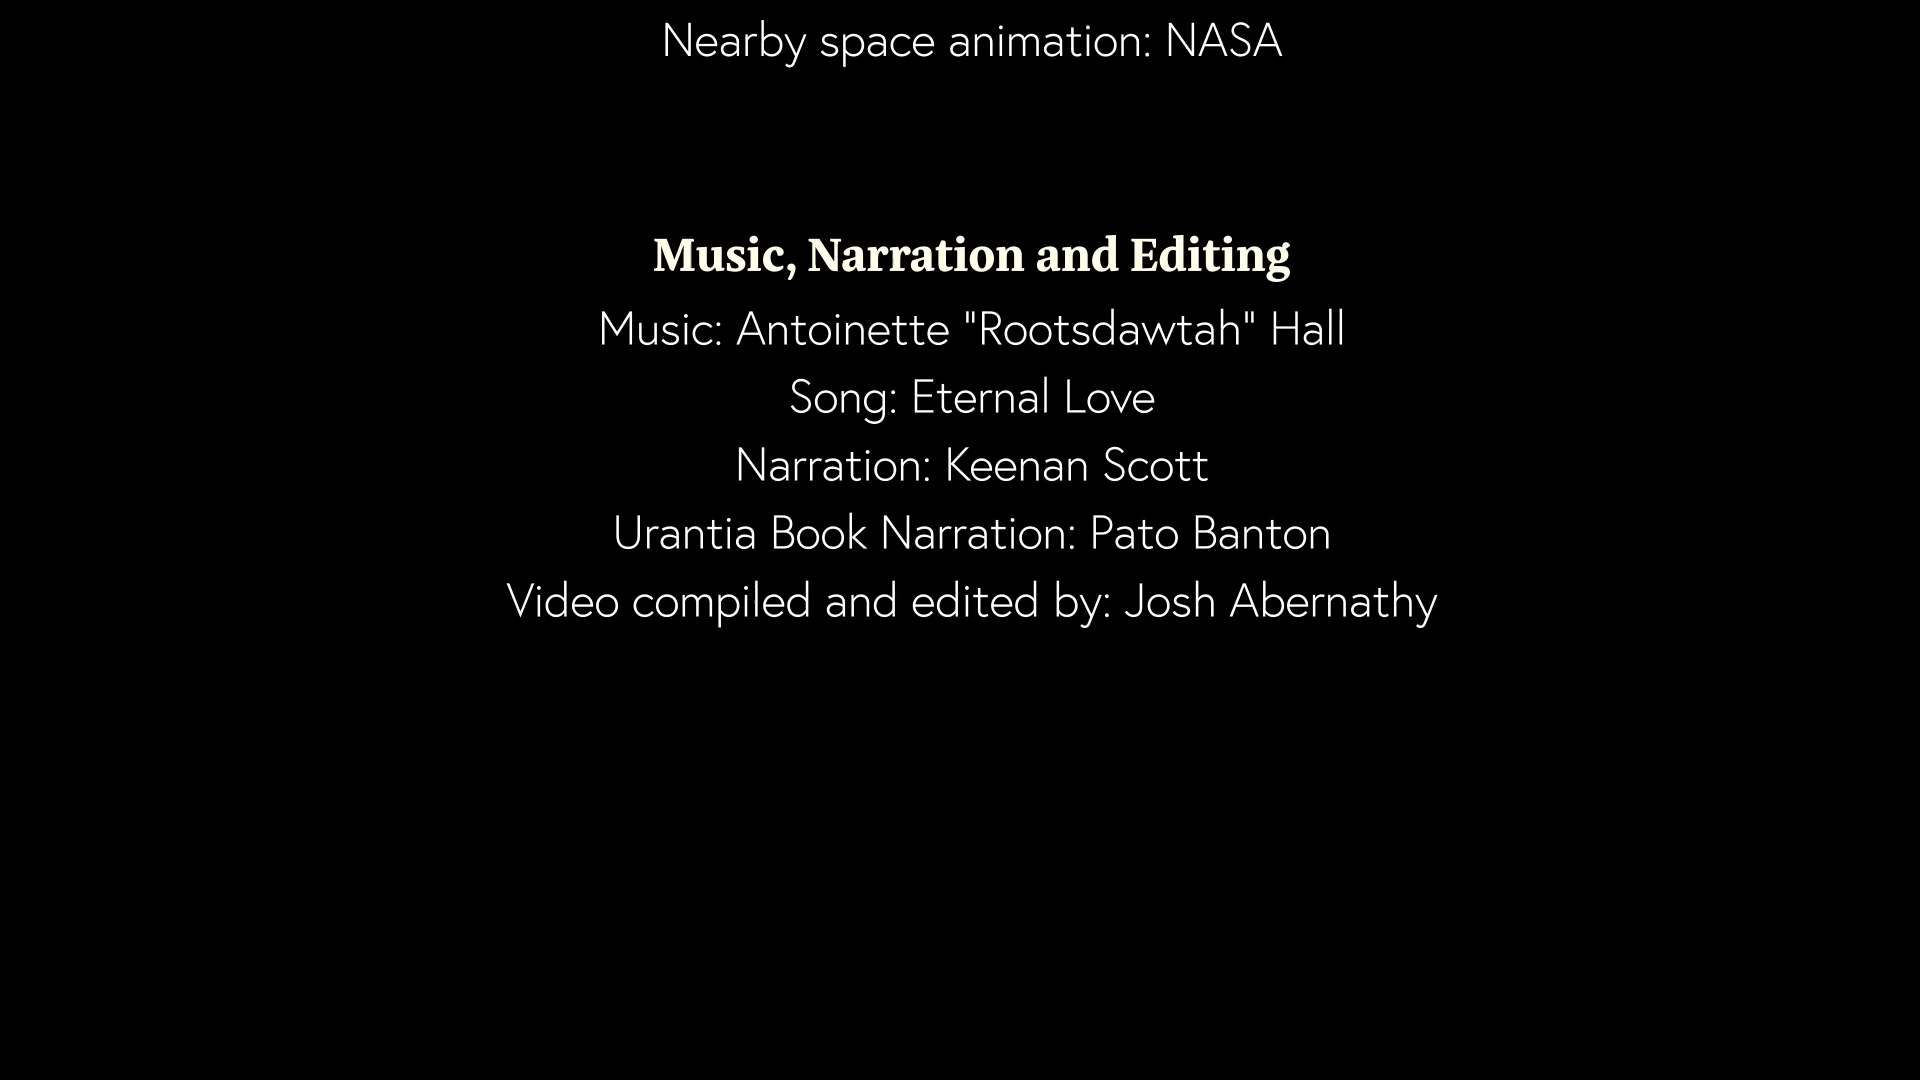 Nearby space animation: NASA
Music, Narration and Editing
Music: Antoinette "Rootsdawtah" Hall
Song: Eternal Love
Narration: Keenan Scott
Urantia Book Narration: Pato Banton
Video compiled and edited by: Josh Abernathy